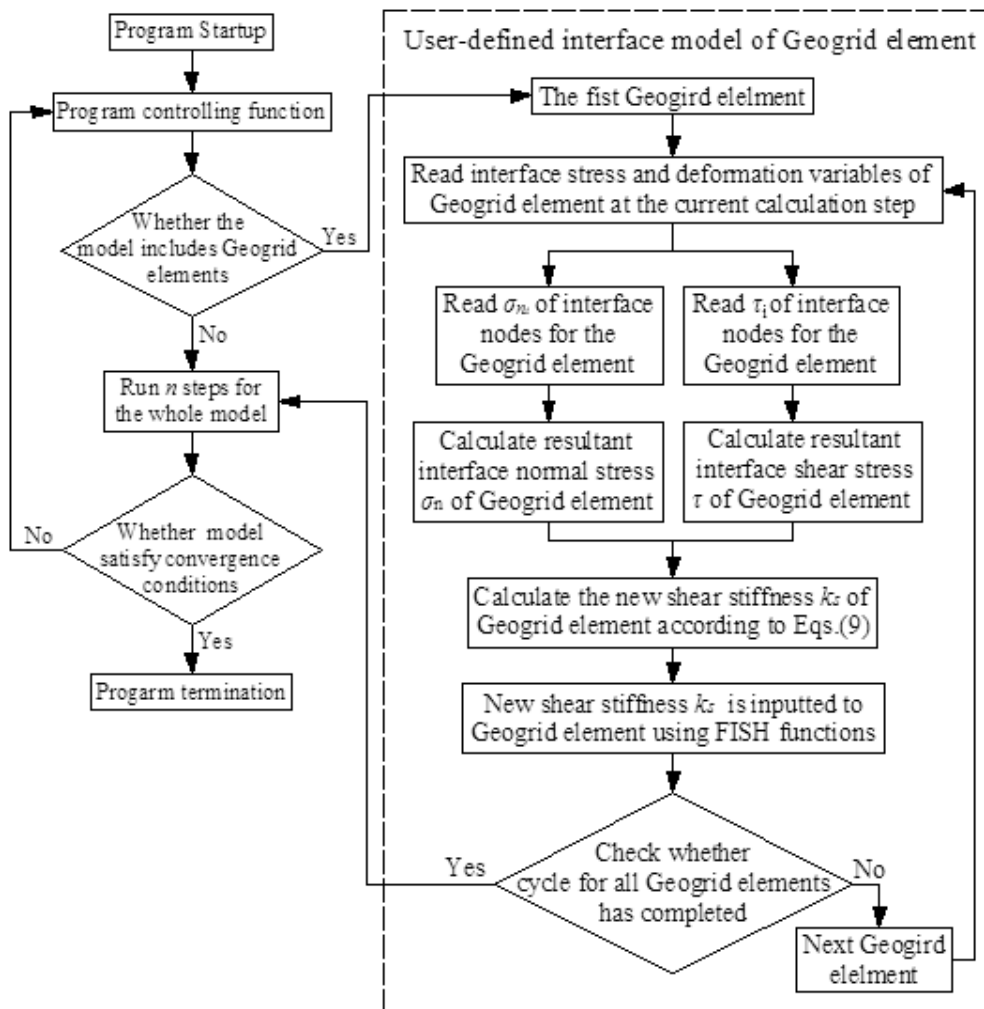 Program Startup
Program controlling function
Whether the
model includes Geogrid
elements
Yes
No
Run n steps for
the whole model
No
Whether model
satisfy convergence
conditions
Yes
Progarm termination
User-defined interface model of Geogrid element
The fist Geogird elelment
Read interface stress and deformation variables of
Geogrid element at the current calculation step
Read σni of interface
nodes for the
Geogrid element
Read τi of interface
nodes for the
Geogrid element
Calculate resultant
interface normal stress
σn of Geogrid element
Calculate resultant
interface shear stress
τ of Geogrid element
Calculate the new shear stiffness ks of
Geogrid element according to Eqs.(9)
New shear stiffness ks is inputted to
Geogrid element using FISH functions
Check whether
cycle for all Geogrid elements
has completed
Yes
No
Next Geogird
elelment